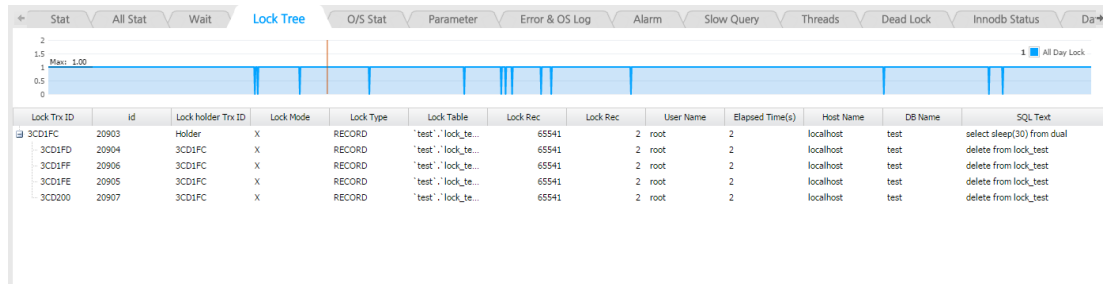 Stat All Stat Wait Lock Tree O/S Stat Parameter Error & OS Log Alarm Slow Query Threads Dead Lock Innodb Status Da
2
1.5
Max: 1.00
1 All Day Lock
1
0.5
0
Lock Trx ID id Lock holder Trx ID Lock Mode Lock Type Lock Table Lock Rec Lock Rec User Name Elapsed Time(s) Host Name DB Name SQL Text
3CD1FC 20903 Holder X RECORD `test`.`lock_te... 65541 2 root 2 localhost test select sleep(30) from dual
3CD1FD 20904 3CD1FC X RECORD `test`.`lock_te... 65541 2 root 2 localhost test delete from lock_test
3CD1FF 20906 3CD1FC X RECORD `test`.`lock_te... 65541 2 root 2 localhost test delete from lock_test
3CD1FE 20905 3CD1FC X RECORD `test`.`lock_te... 65541 2 root 2 localhost test delete from lock_test
3CD200 20907 3CD1FC X RECORD `test`.`lock_te... 65541 2 root 2 localhost test delete from lock_test